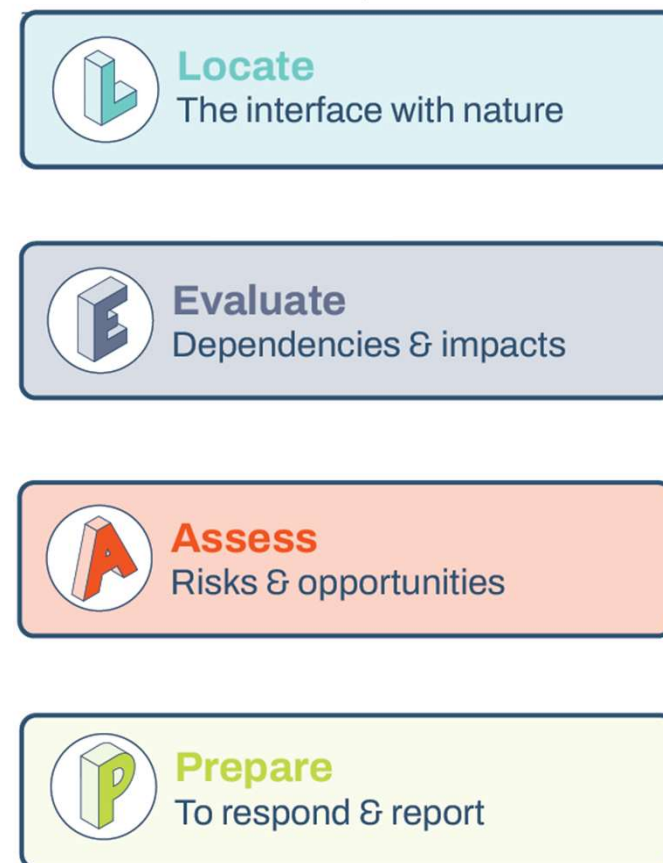 L
Locate
The interface with nature
E
Evaluate
Dependencies & impacts
A
Assess
Risks & opportunities
P
Prepare
To respond & report